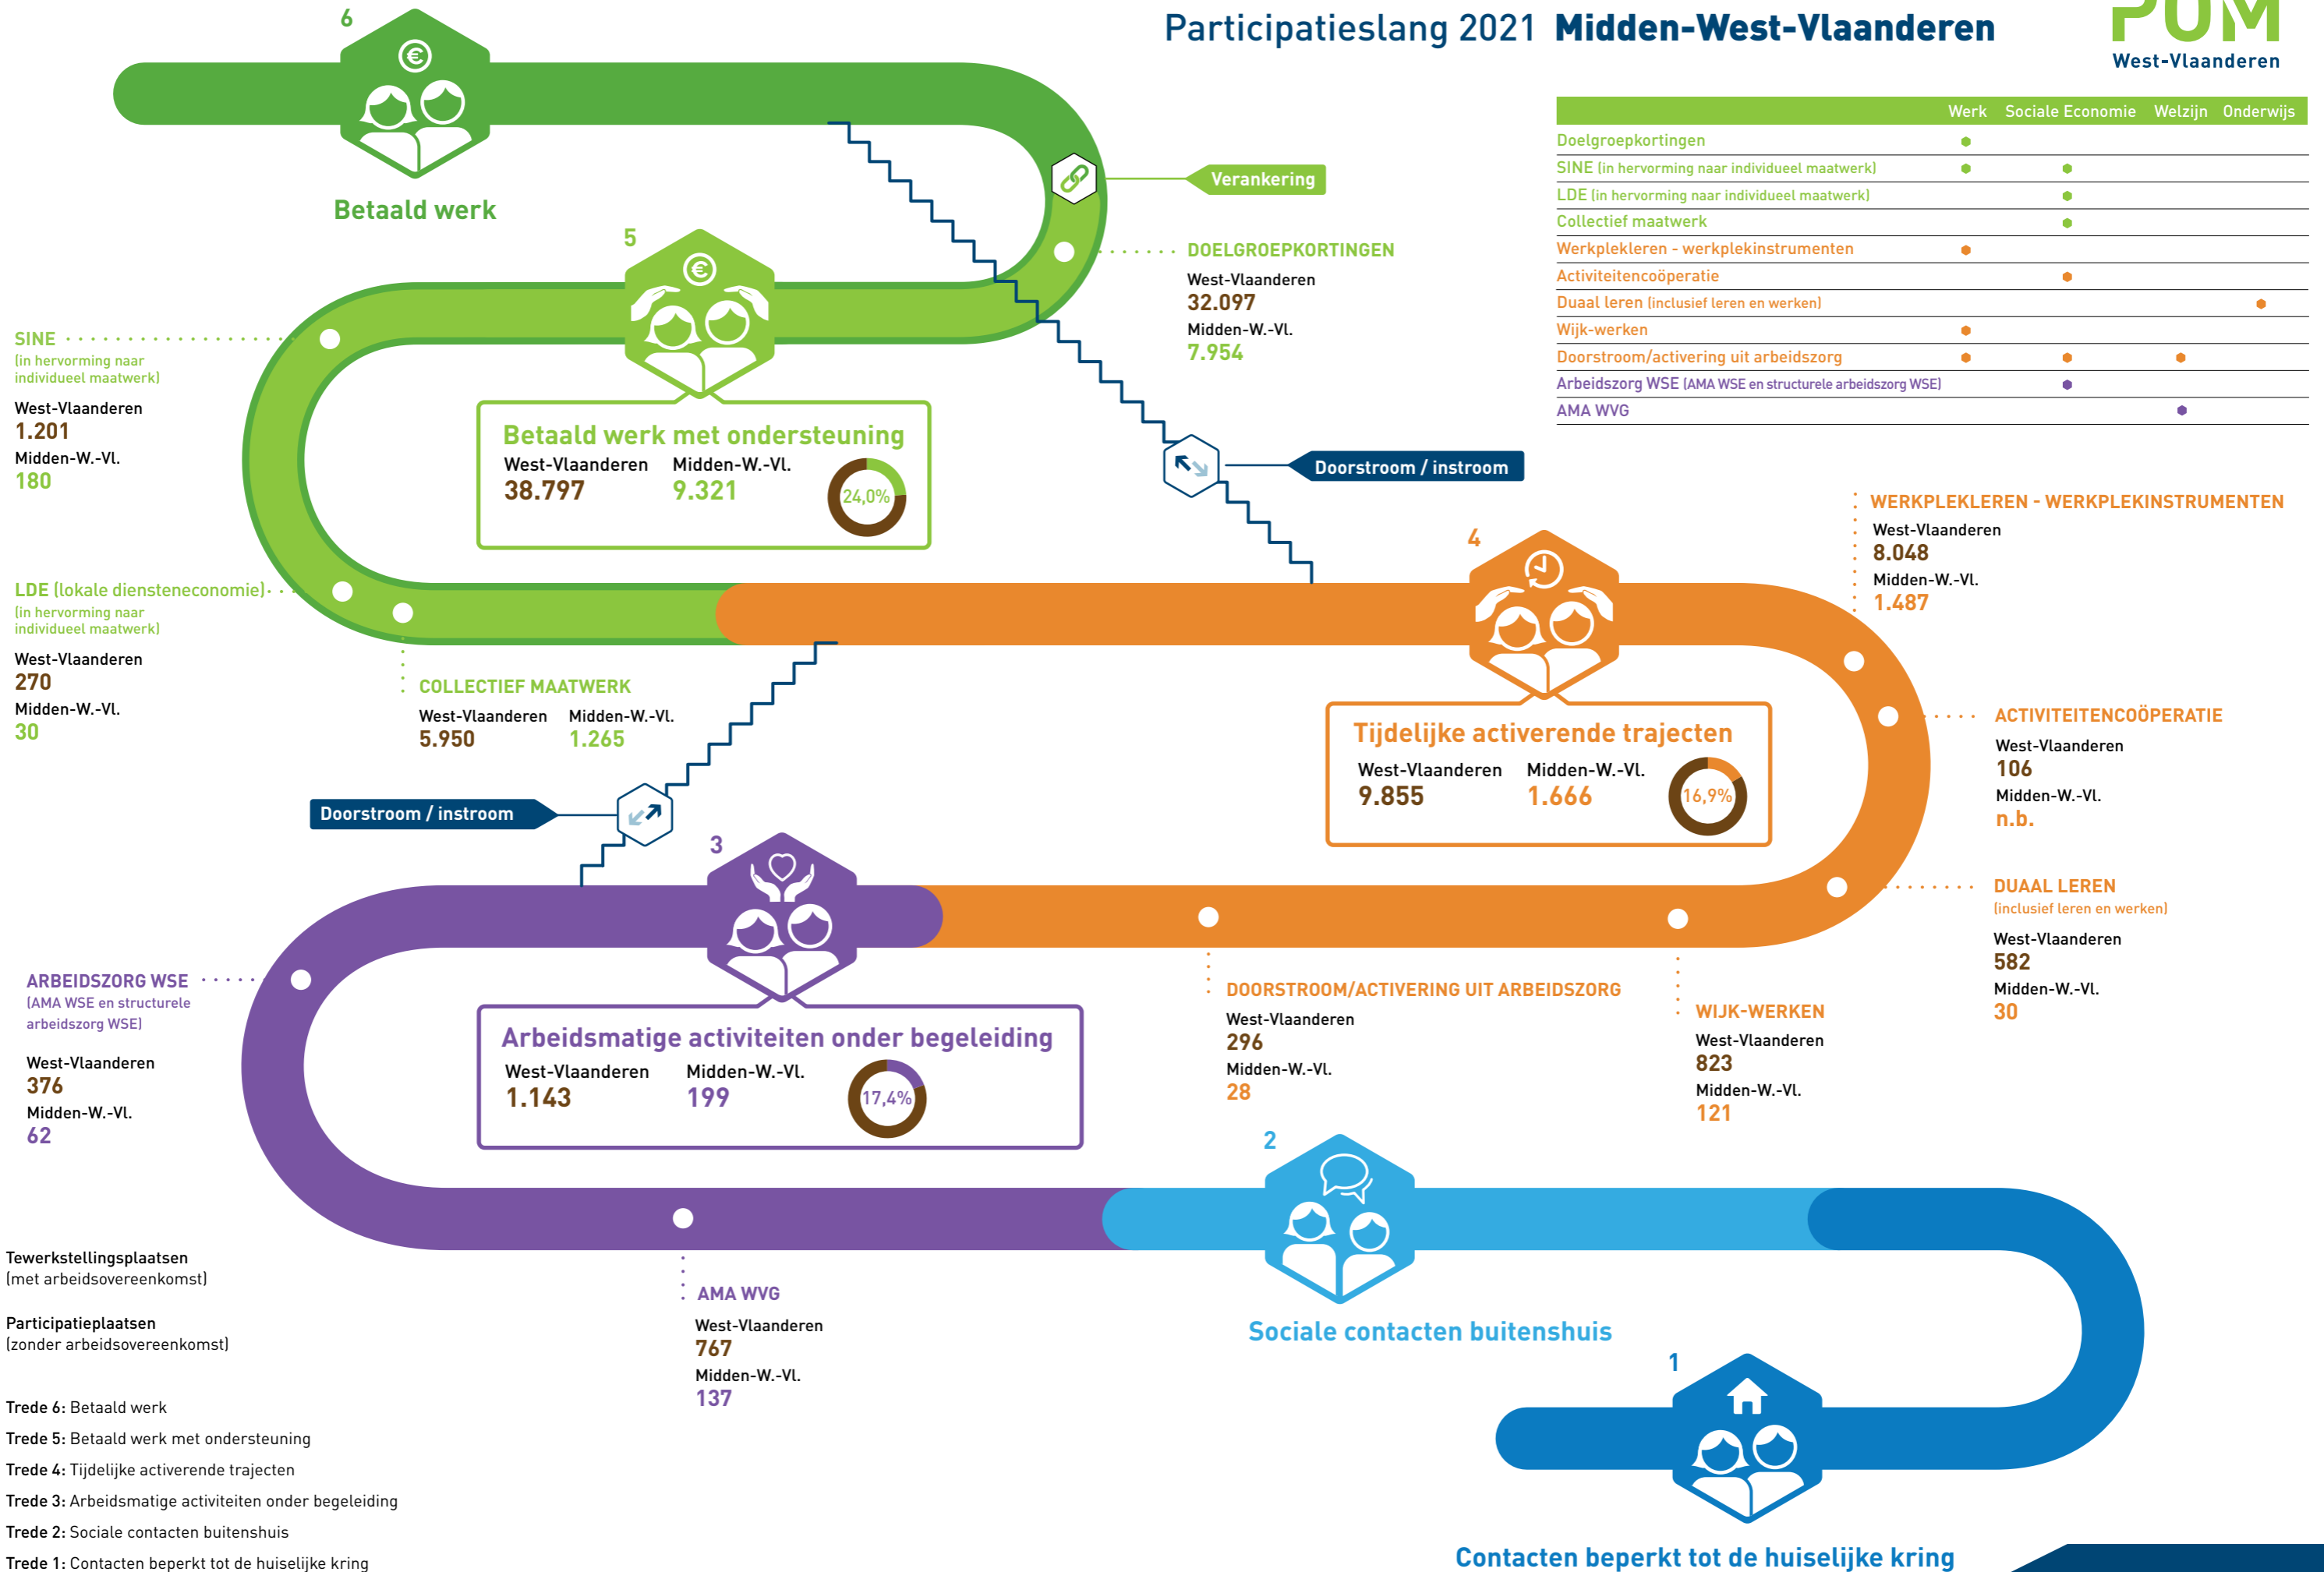 Participatieslang 2021 Midden-West-Vlaanderen
POM
West-Vlaanderen
Werk Sociale Economie Welzijn Onderwijs
Doelgroepkortingen
SINE (in hervorming naar individueel maatwerk)
LDE (in hervorming naar individueel maatwerk)
Collectief maatwerk
Werkplekleren - werkplekinstrumenten
Activiteitencoöperatie
Duaal leren (inclusief leren en werken)
Wijk-werken
Doorstroom/activering uit arbeidszorg
Arbeidszorg WSE (AMA WSE en structurele arbeidszorg WSE)
AMA WVG
6
€
Betaald werk
Verankering
DOELGROEPKORTINGEN
West-Vlaanderen
32.097
Midden-W.-Vl.
7.954
5
€
Betaald werk met ondersteuning
West-Vlaanderen Midden-W.-Vl.
38.797 9.321
24,0%
SINE
(in hervorming naar
individueel maatwerk)
West-Vlaanderen
1.201
Midden-W.-Vl.
180
LDE (lokale diensteneconomie)
(in hervorming naar
individueel maatwerk)
West-Vlaanderen
270
Midden-W.-Vl.
30
COLLECTIEF MAATWERK
West-Vlaanderen Midden-W.-Vl.
5.950 1.265
Doorstroom / instroom
4
Tijdelijke activerende trajecten
West-Vlaanderen Midden-W.-Vl.
9.855 1.666
16,9%
WERKPLEKLEREN - WERKPLEKINSTRUMENTEN
West-Vlaanderen
8.048
Midden-W.-Vl.
1.487
ACTIVITEITENCOÖPERATIE
West-Vlaanderen
106
Midden-W.-Vl.
n.b.
DUAAL LEREN
(inclusief leren en werken)
West-Vlaanderen
582
Midden-W.-Vl.
30
WIJK-WERKEN
West-Vlaanderen
823
Midden-W.-Vl.
121
DOORSTROOM/ACTIVERING UIT ARBEIDSZORG
West-Vlaanderen
296
Midden-W.-Vl.
28
Doorstroom / instroom
3
Arbeidsmatige activiteiten onder begeleiding
West-Vlaanderen Midden-W.-Vl.
1.143 199
17,4%
ARBEIDSZORG WSE
(AMA WSE en structurele
arbeidszorg WSE)
West-Vlaanderen
376
Midden-W.-Vl.
62
AMA WVG
West-Vlaanderen
767
Midden-W.-Vl.
137
2
Sociale contacten buitenshuis
1
Contacten beperkt tot de huiselijke kring
Tewerkstellingsplaatsen
(met arbeidsovereenkomst)
Participatieplaatsen
(zonder arbeidsovereenkomst)
Trede 6: Betaald werk
Trede 5: Betaald werk met ondersteuning
Trede 4: Tijdelijke activerende trajecten
Trede 3: Arbeidsmatige activiteiten onder begeleiding
Trede 2: Sociale contacten buitenshuis
Trede 1: Contacten beperkt tot de huiselijke kring